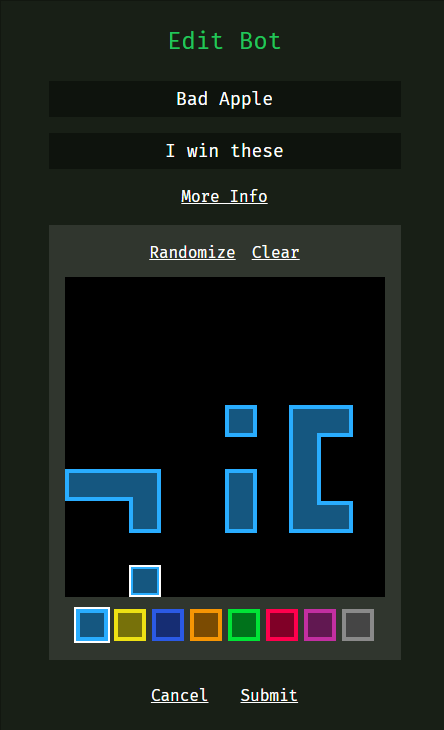 Edit Bot
Bad Apple
I win these
More Info
Randomize Clear
Cancel Submit